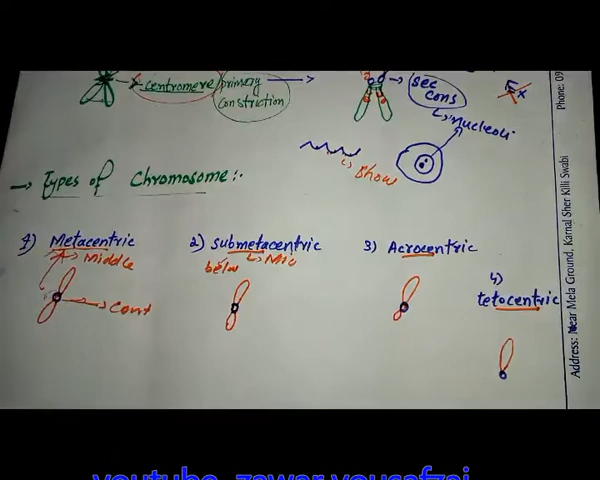 centromere primary
constriction
sec
cons
nucleoli
Show
Types of Chromosome:
1) Metacentric
Middle
Cent
2) Submetacentric
below
Mid
3) Acrocentric
4)
tetocentric
Phone: 09
Address: Near Mela Ground, Karnal Sher Killi Swabi
youtube zawar yousafzai